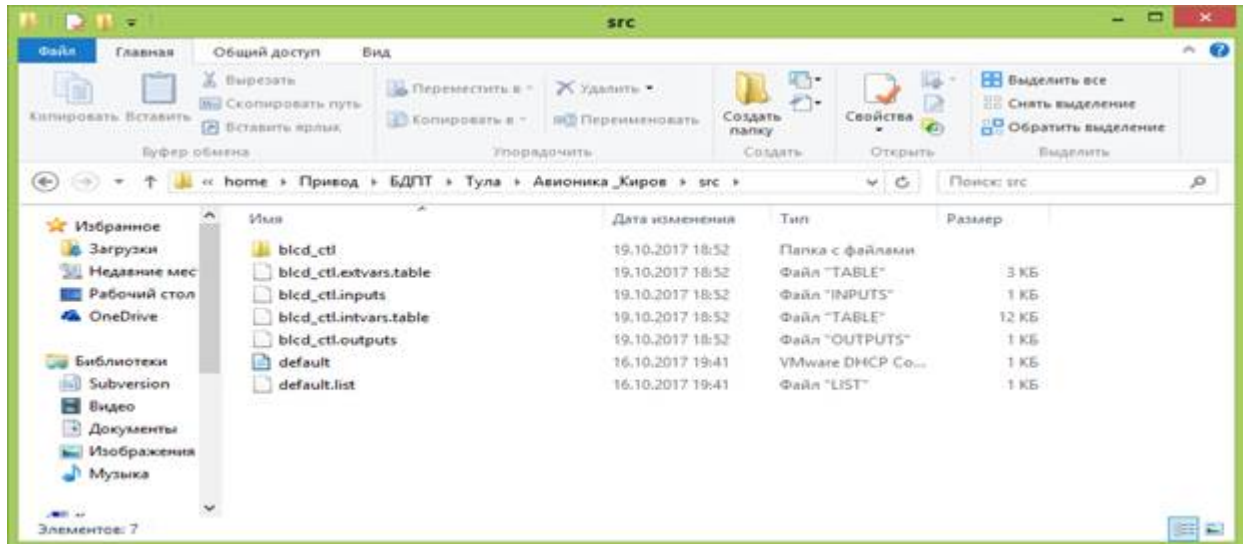 src
Файл Главная Общий доступ Вид
Копировать Вставить
Вырезать
Скопировать путь
Вставить ярлык
Буфер обмена
Переместить в
Копировать в
Удалить
Переименовать
Упорядочить
Создать папку
Создать
Свойства
Открыть
Выделить все
Снять выделение
Обратить выделение
Выделить
« home Привод БДПТ Тула Авионика_Киров src
Поиск: src
Избранное
Загрузки
Недавние мес
Рабочий стол
OneDrive
Библиотеки
Subversion
Видео
Документы
Изображения
Музыка
Имя Дата изменения Тип Размер
blcd_ctl 19.10.2017 18:52 Папка с файлами
blcd_ctl.extvars.table 19.10.2017 18:52 Файл "TABLE" 3 КБ
blcd_ctl.inputs 19.10.2017 18:52 Файл "INPUTS" 1 КБ
blcd_ctl.intvars.table 19.10.2017 18:52 Файл "TABLE" 12 КБ
blcd_ctl.outputs 19.10.2017 18:52 Файл "OUTPUTS" 1 КБ
default 16.10.2017 19:41 VMware DHCP Co... 1 КБ
default.list 16.10.2017 19:41 Файл "LIST" 1 КБ
Элементов: 7